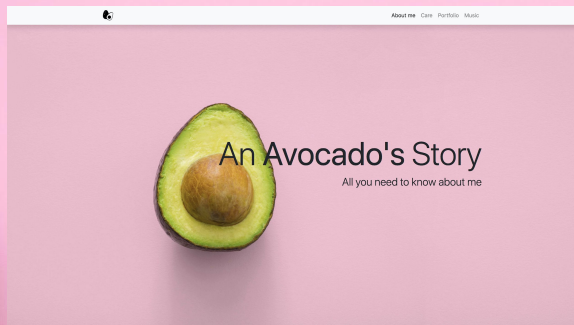 About me Care Portfolio Music
An Avocado's Story
All you need to know about me